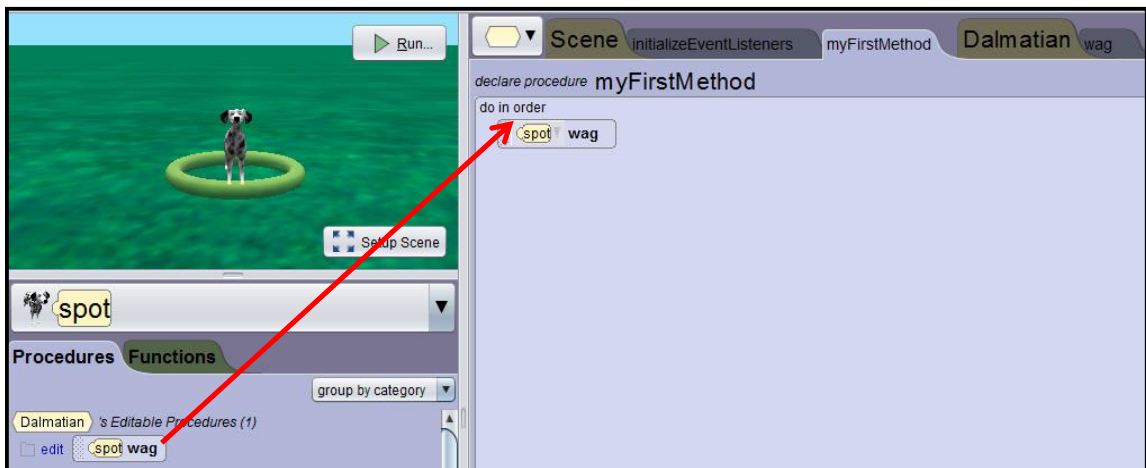 Run...
Setup Scene
spot
Procedures Functions
group by category
Dalmatian 's Editable Procedures (1)
edit spot wag
Scene initializeEventListeners myFirstMethod Dalmatian wag
declare procedure myFirstMethod
do in order
spot wag